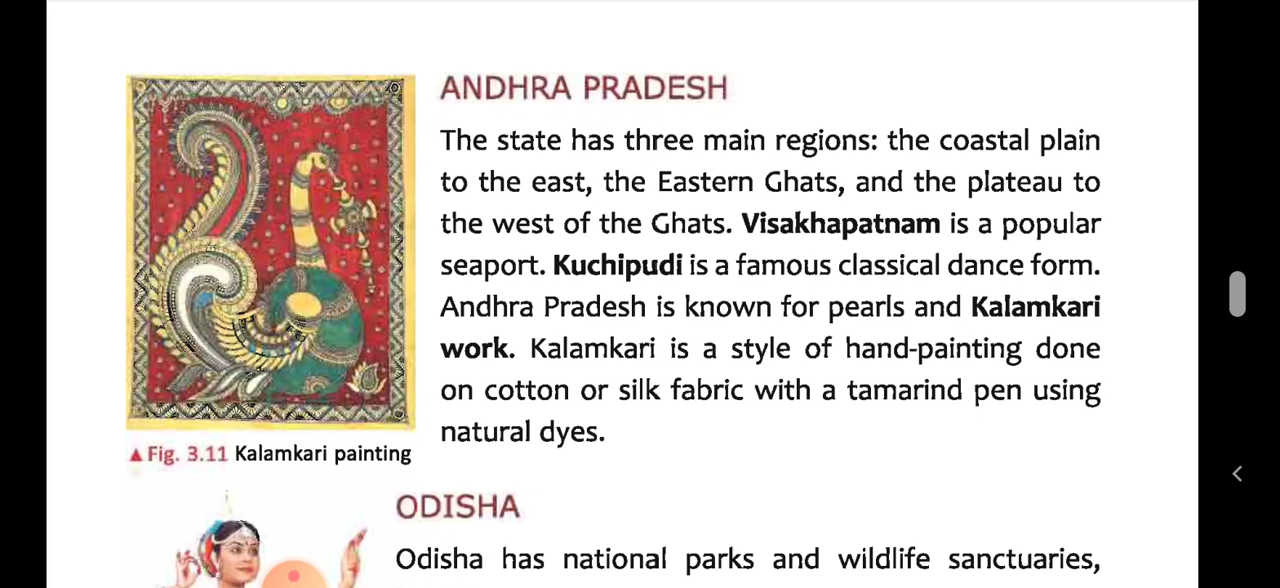 ANDHRA PRADESH
The state has three main regions: the coastal plain
to the east, the Eastern Ghats, and the plateau to
the west of the Ghats. Visakhapatnam is a popular
seaport. Kuchipudi is a famous classical dance form.
Andhra Pradesh is known for pearls and Kalamkari
work. Kalamkari is a style of hand-painting done
on cotton or silk fabric with a tamarind pen using
natural dyes.
▲ Fig. 3.11 Kalamkari painting
ODISHA
Odisha has national parks and wildlife sanctuaries,